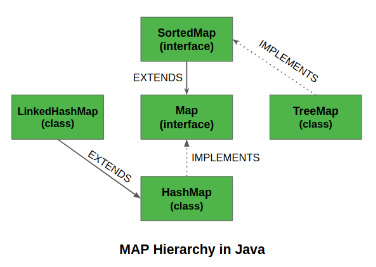 SortedMap
(interface)
IMPLEMENTS
EXTENDS
LinkedHashMap
(class)
Map
(interface)
TreeMap
(class)
EXTENDS
IMPLEMENTS
HashMap
(class)
MAP Hierarchy in Java